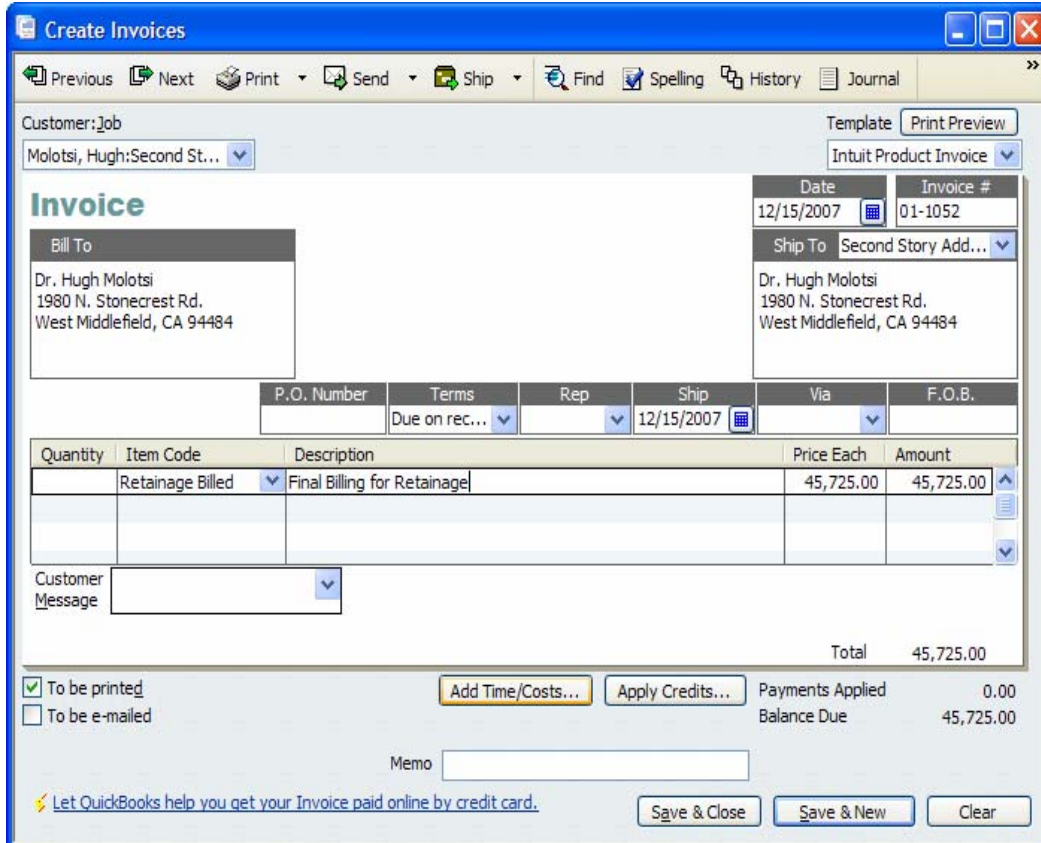 Create Invoices
Previous Next Print Send Ship Find Spelling History Journal »
Customer:Job Template Print Preview
Molotsi, Hugh:Second St... Intuit Product Invoice
Invoice
Date Invoice #
12/15/2007 01-1052
Bill To Ship To Second Story Add...
Dr. Hugh Molotsi Dr. Hugh Molotsi
1980 N. Stonecrest Rd. 1980 N. Stonecrest Rd.
West Middlefield, CA 94484 West Middlefield, CA 94484
P.O. Number Terms Rep Ship Via F.O.B.
Due on rec... 12/15/2007
Quantity Item Code Description Price Each Amount
Retainage Billed Final Billing for Retainage 45,725.00 45,725.00
Customer
Message
Total 45,725.00
To be printed Add Time/Costs... Apply Credits... Payments Applied 0.00
To be e-mailed Balance Due 45,725.00
Memo
Let QuickBooks help you get your Invoice paid online by credit card.
Save & Close Save & New Clear